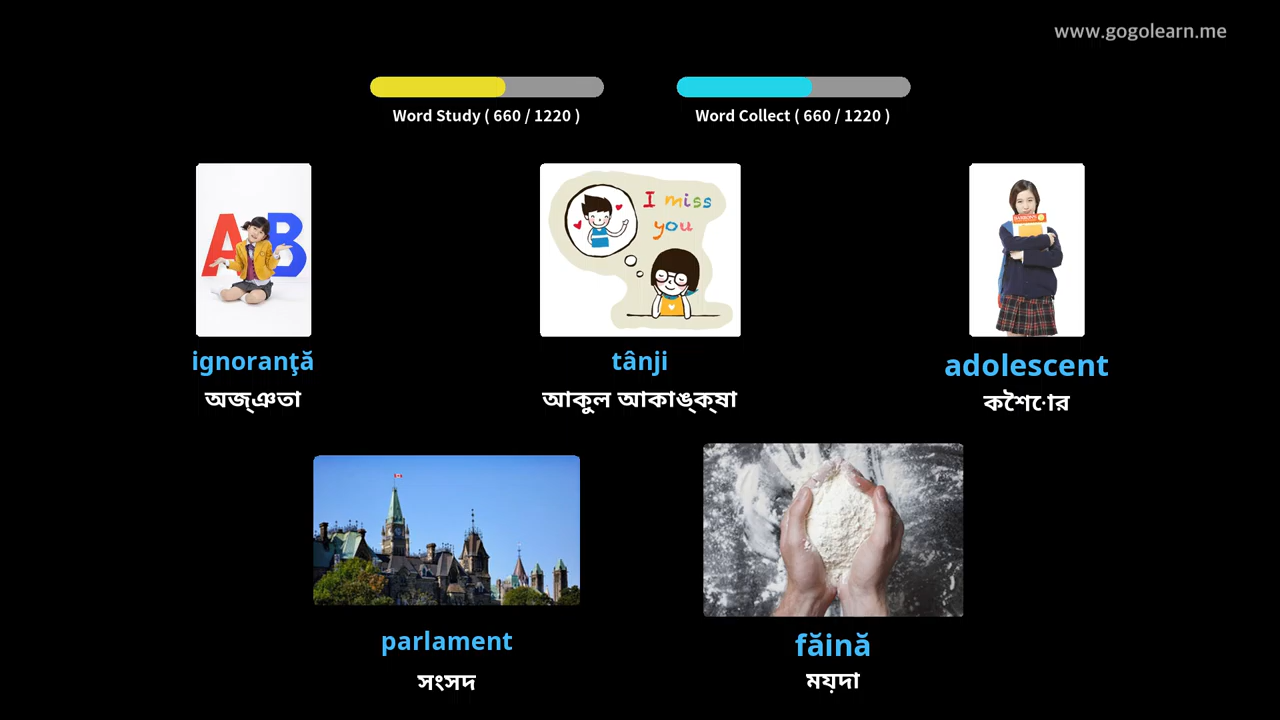 www.gogolearn.me
Word Study ( 660 / 1220 )
Word Collect ( 660 / 1220 )
A B
I miss
you
ignoranţă
tânji
adolescent
অজ্ঞতা
আকুল আকাঙ্ক্ষা
কৈশোর
parlament
făină
সংসদ
ময়দা